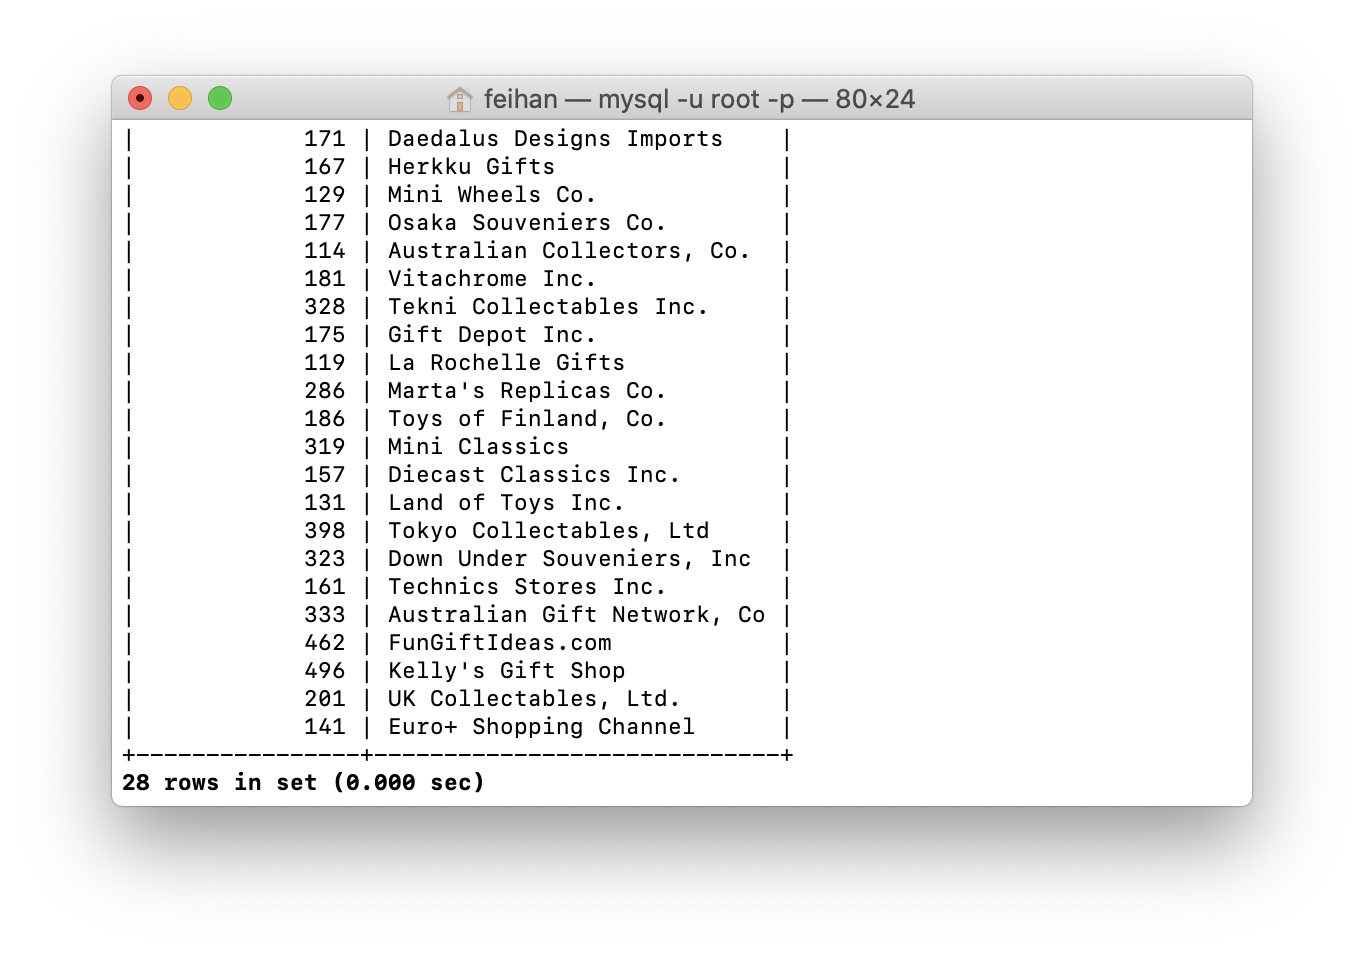 feihan — mysql -u root -p — 80×24
|             171 | Daedalus Designs Imports    |
|             167 | Herkku Gifts                |
|             129 | Mini Wheels Co.             |
|             177 | Osaka Souveniers Co.        |
|             114 | Australian Collectors, Co.  |
|             181 | Vitachrome Inc.             |
|             328 | Tekni Collectables Inc.     |
|             175 | Gift Depot Inc.             |
|             119 | La Rochelle Gifts           |
|             286 | Marta's Replicas Co.        |
|             186 | Toys of Finland, Co.        |
|             319 | Mini Classics               |
|             157 | Diecast Classics Inc.       |
|             131 | Land of Toys Inc.           |
|             398 | Tokyo Collectables, Ltd     |
|             323 | Down Under Souveniers, Inc  |
|             161 | Technics Stores Inc.        |
|             333 | Australian Gift Network, Co |
|             462 | FunGiftIdeas.com            |
|             496 | Kelly's Gift Shop           |
|             201 | UK Collectables, Ltd.       |
|             141 | Euro+ Shopping Channel      |
+----------------+-----------------------------+
28 rows in set (0.000 sec)